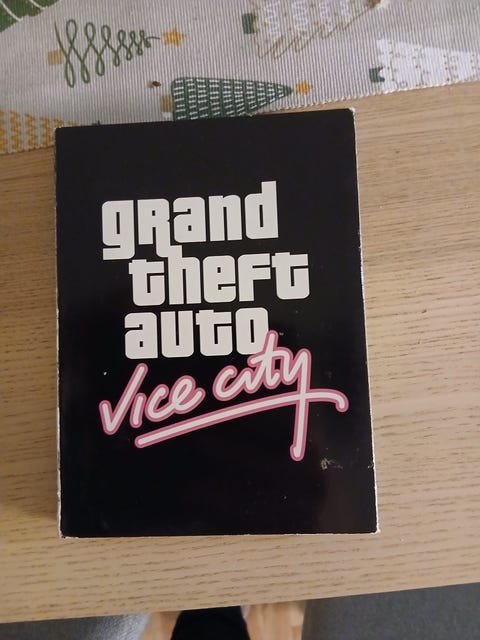 grand
theft
auto
Vice City